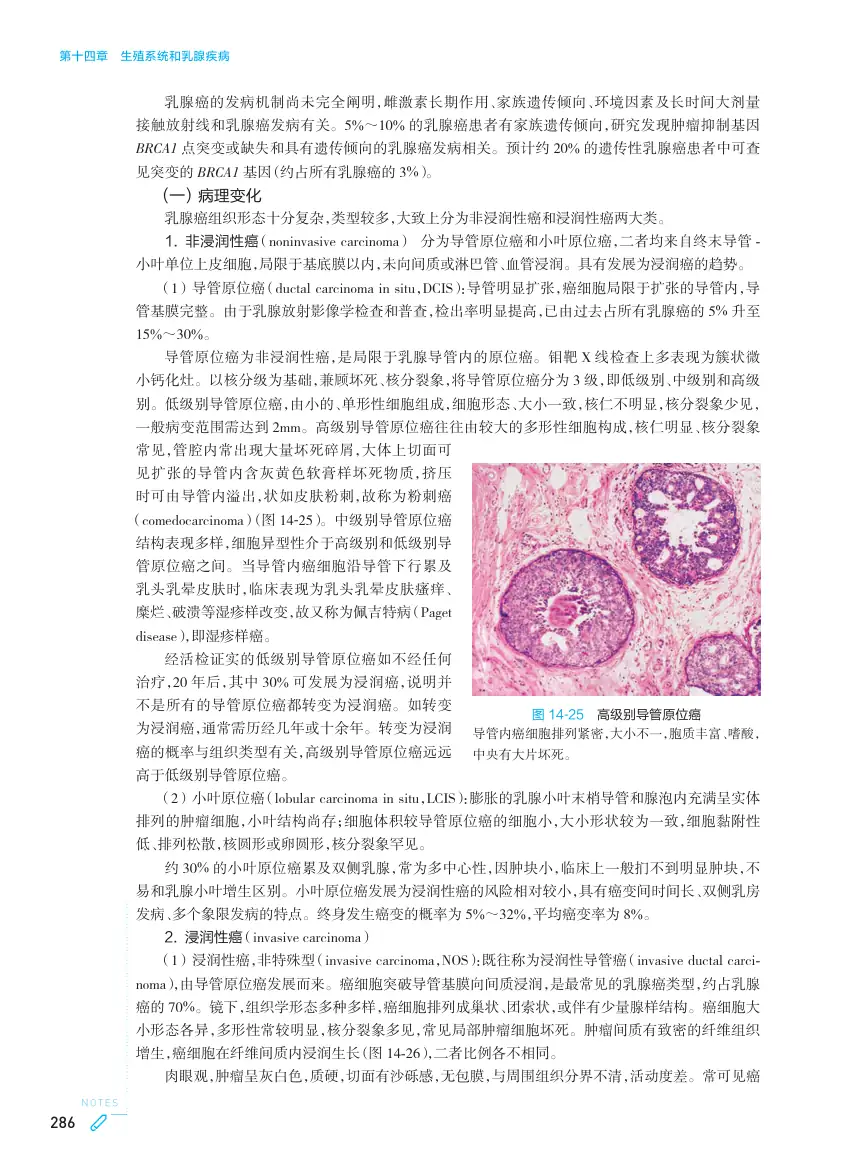 第十四章 生殖系统和乳腺疾病
乳腺癌的发病机制尚未完全阐明,雌激素长期作用、家族遗传倾向、环境因素及长时间大剂量
接触放射线和乳腺癌发病有关。5%～10% 的乳腺癌患者有家族遗传倾向,研究发现肿瘤抑制基因
BRCA1 点突变或缺失和具有遗传倾向的乳腺癌发病相关。预计约 20% 的遗传性乳腺癌患者中可查
见突变的 BRCA1 基因(约占所有乳腺癌的 3%)。
(一) 病理变化
乳腺癌组织形态十分复杂,类型较多,大致上分为非浸润性癌和浸润性癌两大类。
1. 非浸润性癌(noninvasive carcinoma) 分为导管原位癌和小叶原位癌,二者均来自终末导管 -
小叶单位上皮细胞,局限于基底膜以内,未向间质或淋巴管、血管浸润。具有发展为浸润癌的趋势。
(1) 导管原位癌(ductal carcinoma in situ,DCIS):导管明显扩张,癌细胞局限于扩张的导管内,导
管基膜完整。由于乳腺放射影像学检查和普查,检出率明显提高,已由过去占所有乳腺癌的 5% 升至
15%～30%。
导管原位癌为非浸润性癌,是局限于乳腺导管内的原位癌。钼靶 X 线检查上多表现为簇状微
小钙化灶。以核分级为基础,兼顾坏死、核分裂象,将导管原位癌分为 3 级,即低级别、中级别和高级
别。低级别导管原位癌,由小的、单形性细胞组成,细胞形态、大小一致,核仁不明显,核分裂象少见,
一般病变范围需达到 2mm。高级别导管原位癌往往由较大的多形性细胞构成,核仁明显、核分裂象
常见,管腔内常出现大量坏死碎屑,大体上切面可
见扩张的导管内含灰黄色软膏样坏死物质,挤压
时可由导管内溢出,状如皮肤粉刺,故称为粉刺癌
(comedocarcinoma)(图 14-25)。中级别导管原位癌
结构表现多样,细胞异型性介于高级别和低级别导
管原位癌之间。当导管内癌细胞沿导管下行累及
乳头乳晕皮肤时,临床表现为乳头乳晕皮肤瘙痒、
糜烂、破溃等湿疹样改变,故又称为佩吉特病(Paget
disease),即湿疹样癌。
经活检证实的低级别导管原位癌如不经任何
治疗,20 年后,其中 30% 可发展为浸润癌,说明并
不是所有的导管原位癌都转变为浸润癌。如转变
为浸润癌,通常需历经几年或十余年。转变为浸润
癌的概率与组织类型有关,高级别导管原位癌远远
高于低级别导管原位癌。
图 14-25 高级别导管原位癌
导管内癌细胞排列紧密,大小不一,胞质丰富、嗜酸,
中央有大片坏死。
(2) 小叶原位癌(lobular carcinoma in situ,LCIS):膨胀的乳腺小叶末梢导管和腺泡内充满呈实体
排列的肿瘤细胞,小叶结构尚存;细胞体积较导管原位癌的细胞小,大小形状较为一致,细胞黏附性
低、排列松散,核圆形或卵圆形,核分裂象罕见。
约 30% 的小叶原位癌累及双侧乳腺,常为多中心性,因肿块小,临床上一般扪不到明显肿块,不
易和乳腺小叶增生区别。小叶原位癌发展为浸润性癌的风险相对较小,具有癌变间时间长、双侧乳房
发病、多个象限发病的特点。终身发生癌变的概率为 5%～32%,平均癌变率为 8%。
2. 浸润性癌(invasive carcinoma)
(1) 浸润性癌,非特殊型(invasive carcinoma,NOS):既往称为浸润性导管癌(invasive ductal carci-
noma),由导管原位癌发展而来。癌细胞突破导管基膜向间质浸润,是最常见的乳腺癌类型,约占乳腺
癌的 70%。镜下,组织学形态多种多样,癌细胞排列成巢状、团索状,或伴有少量腺样结构。癌细胞大
小形态各异,多形性常较明显,核分裂象多见,常见局部肿瘤细胞坏死。肿瘤间质有致密的纤维组织
增生,癌细胞在纤维间质内浸润生长(图 14-26),二者比例各不相同。
肉眼观,肿瘤呈灰白色,质硬,切面有沙砾感,无包膜,与周围组织分界不清,活动度差。常可见癌
NOTES
286